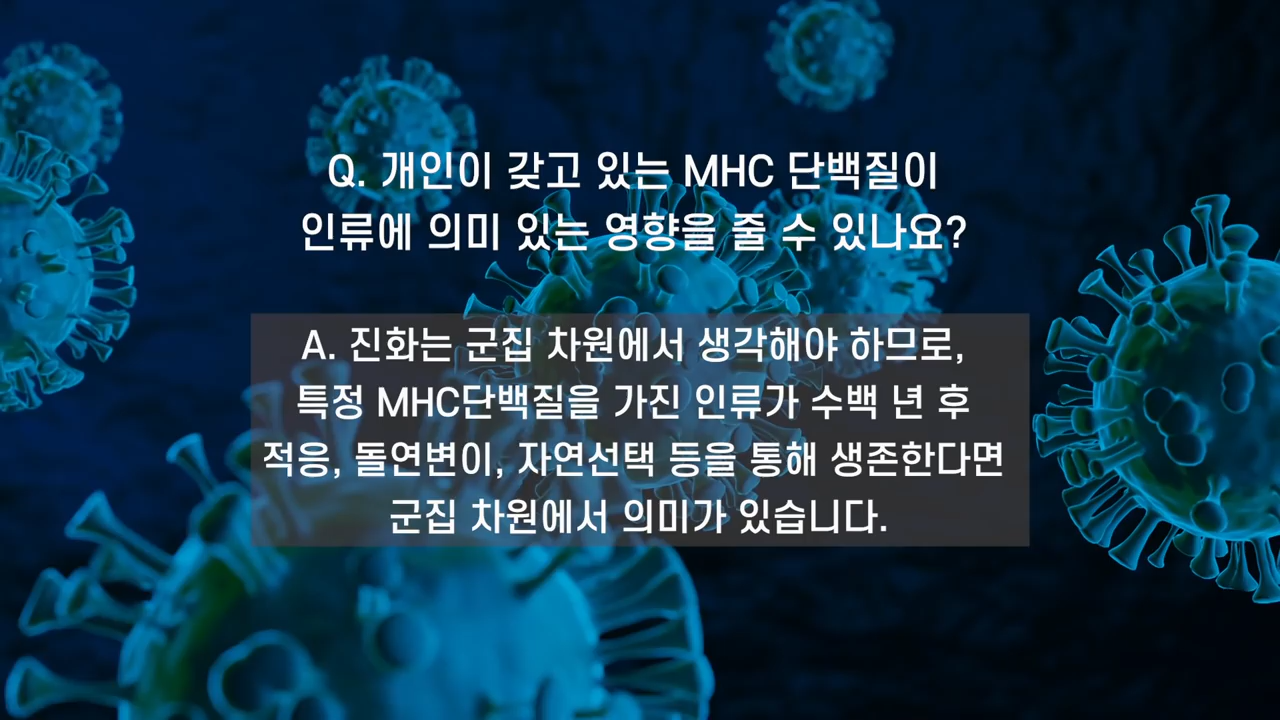 Q. 개인이 갖고 있는 MHC 단백질이
인류에 의미 있는 영향을 줄 수 있나요?
A. 진화는 군집 차원에서 생각해야 하므로,
특정 MHC단백질을 가진 인류가 수백 년 후
적응, 돌연변이, 자연선택 등을 통해 생존한다면
군집 차원에서 의미가 있습니다.